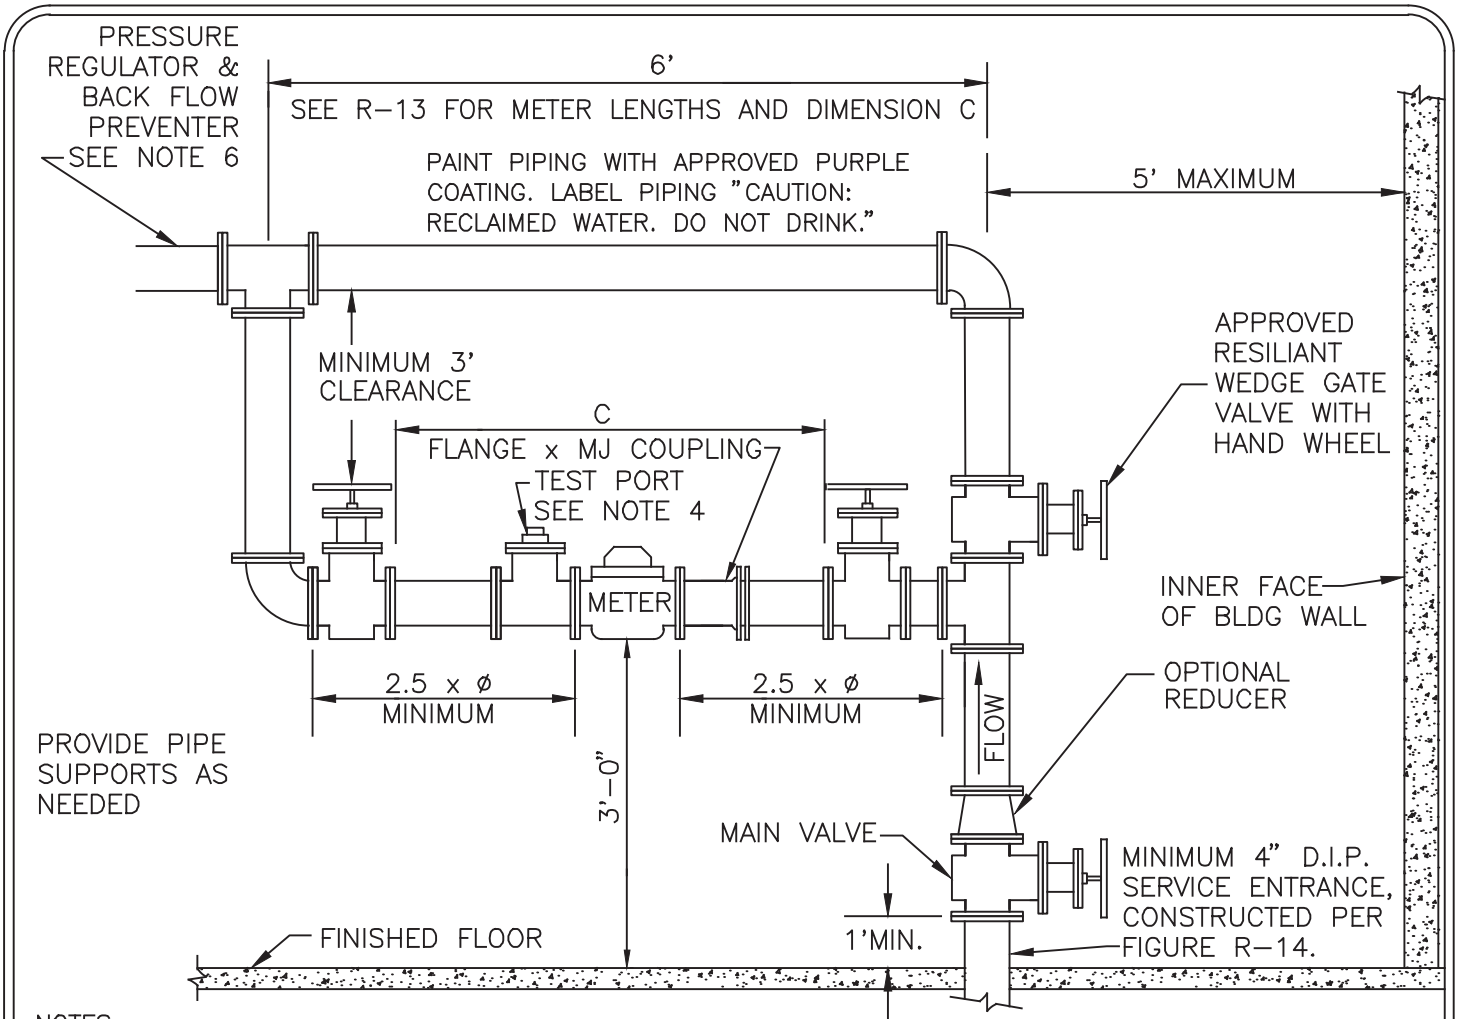 PRESSURE
REGULATOR &
BACK FLOW
PREVENTER
SEE NOTE 6
6'
SEE R-13 FOR METER LENGTHS AND DIMENSION C
PAINT PIPING WITH APPROVED PURPLE
COATING. LABEL PIPING "CAUTION:
RECLAIMED WATER. DO NOT DRINK."
5' MAXIMUM
MINIMUM 3'
CLEARANCE
C
FLANGE x MJ COUPLING
TEST PORT
SEE NOTE 4
APPROVED
RESILIANT
WEDGE GATE
VALVE WITH
HAND WHEEL
METER
INNER FACE
OF BLDG WALL
2.5 x Ø
MINIMUM
2.5 x Ø
MINIMUM
OPTIONAL
REDUCER
FLOW
PROVIDE PIPE
SUPPORTS AS
NEEDED
3'-0"
MAIN VALVE
MINIMUM 4" D.I.P.
SERVICE ENTRANCE,
CONSTRUCTED PER
FIGURE R-14.
1'MIN.
FINISHED FLOOR